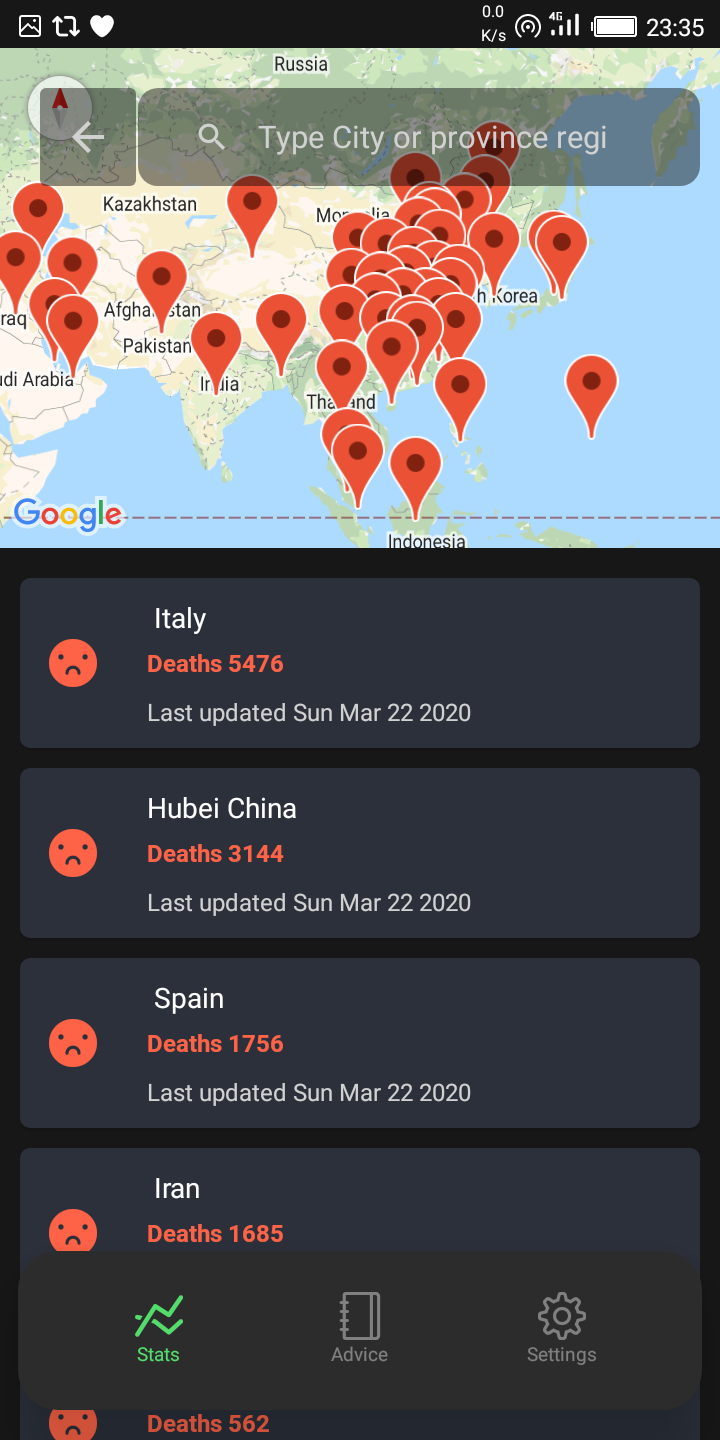 0.0
K/s
4G
23:35
Russia
Type City or province regi
Kazakhstan
Afghanistan
h Korea
raq
Pakistan
India
udi Arabia
Thailand
Google
Indonesia
Italy
Deaths 5476
Last updated Sun Mar 22 2020
Hubei China
Deaths 3144
Last updated Sun Mar 22 2020
Spain
Deaths 1756
Last updated Sun Mar 22 2020
Iran
Deaths 1685
Stats
Advice
Settings
Deaths 562